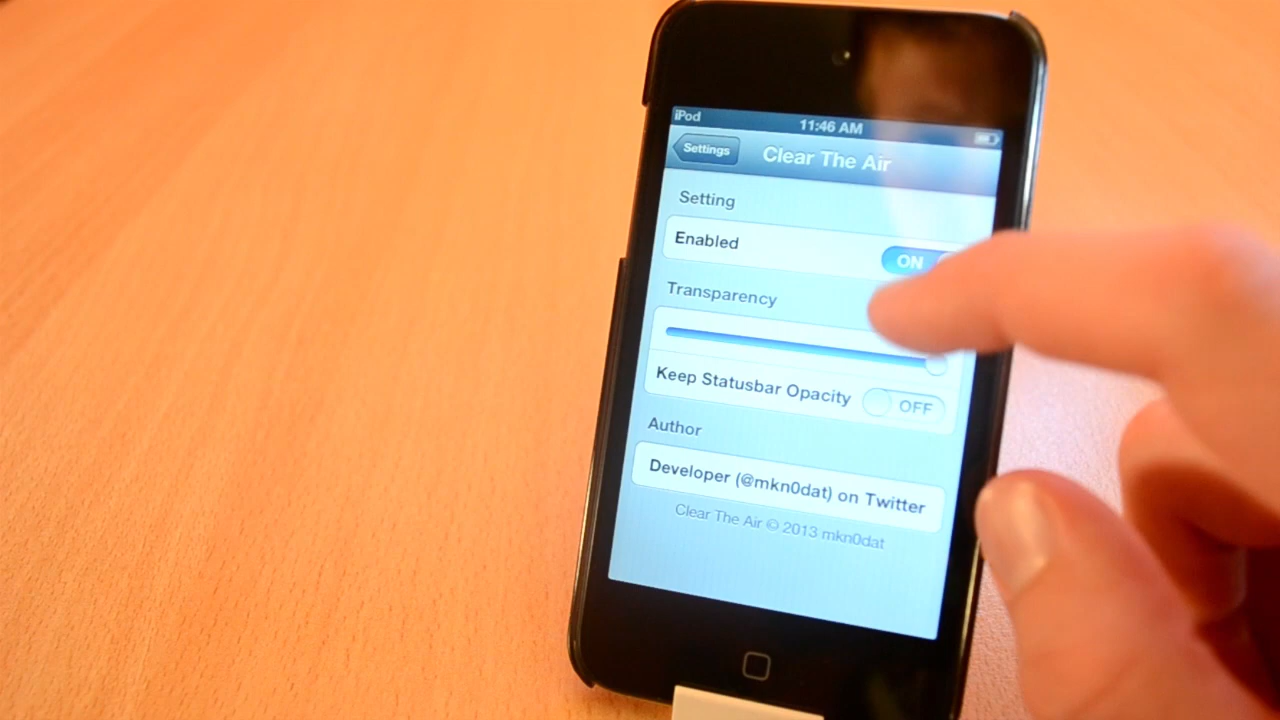 iPod
11:46 AM
Settings
Clear The Air
Setting
Enabled
ON
Transparency
Keep Statusbar Opacity
OFF
Author
Developer (@mkn0dat) on Twitter
Clear The Air © 2013 mkn0dat